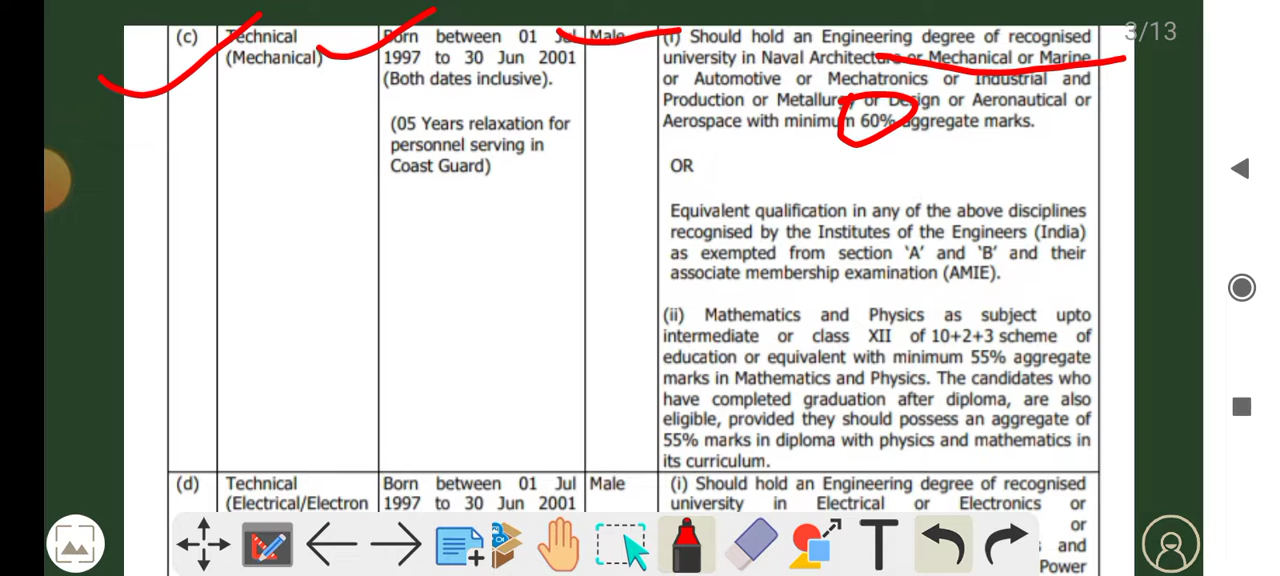 3/13
(c) Technical (Mechanical)
Born between 01 Jul
1997 to 30 Jun 2001
(Both dates inclusive).
(05 Years relaxation for
personnel serving in
Coast Guard)
Male
(i) Should hold an Engineering degree of recognised
university in Naval Architecture or Mechanical or Marine
or Automotive or Mechatronics or Industrial and
Production or Metallurgy or Design or Aeronautical or
Aerospace with minimum 60% aggregate marks.
OR
Equivalent qualification in any of the above disciplines
recognised by the Institutes of the Engineers (India)
as exempted from section ‘A’ and ‘B’ and their
associate membership examination (AMIE).
(ii) Mathematics and Physics as subject upto
intermediate or class XII of 10+2+3 scheme of
education or equivalent with minimum 55% aggregate
marks in Mathematics and Physics. The candidates who
have completed graduation after diploma, are also
eligible, provided they should possess an aggregate of
55% marks in diploma with physics and mathematics in
its curriculum.
(d) Technical
(Electrical/Electron
Born between 01 Jul
1997 to 30 Jun 2001
Male
(i) Should hold an Engineering degree of recognised
university in Electrical or Electronics or
or
and
Power
T